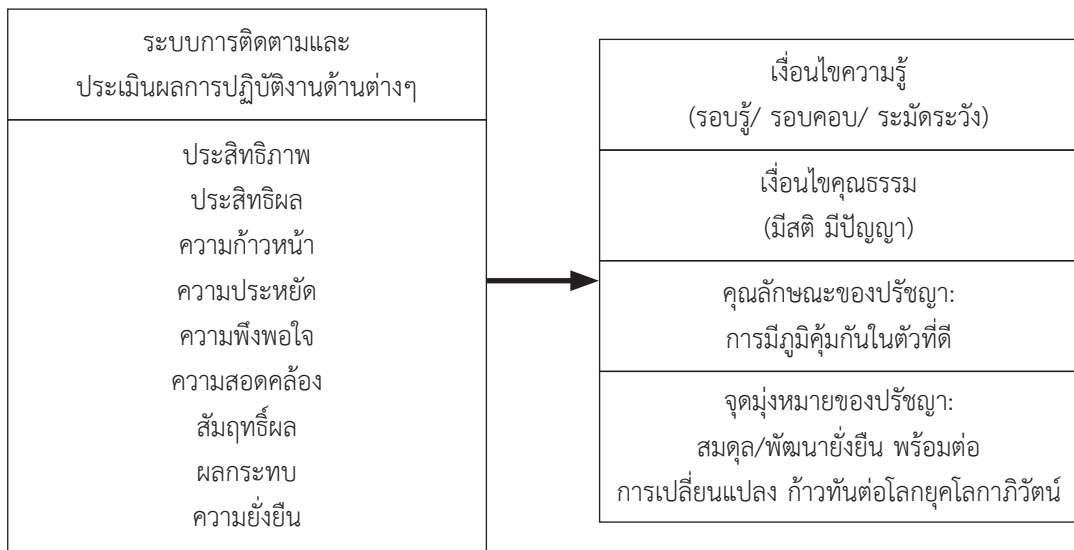 ระบบการติดตามและ
ประเมินผลการปฏิบัติงานด้านต่างๆ
ประสิทธิภาพ
ประสิทธิผล
ความก้าวหน้า
ความประหยัด
ความพึงพอใจ
ความสอดคล้อง
สัมฤทธิ์ผล
ผลกระทบ
ความยั่งยืน
เงื่อนไขความรู้
(รอบรู้/ รอบคอบ/ ระมัดระวัง)
เงื่อนไขคุณธรรม
(มีสติ มีปัญญา)
คุณลักษณะของปรัชญา:
การมีภูมิคุ้มกันในตัวที่ดี
จุดมุ่งหมายของปรัชญา:
สมดุล/พัฒนายั่งยืน พร้อมต่อ
การเปลี่ยนแปลง ก้าวทันต่อโลกยุคโลกาภิวัตน์